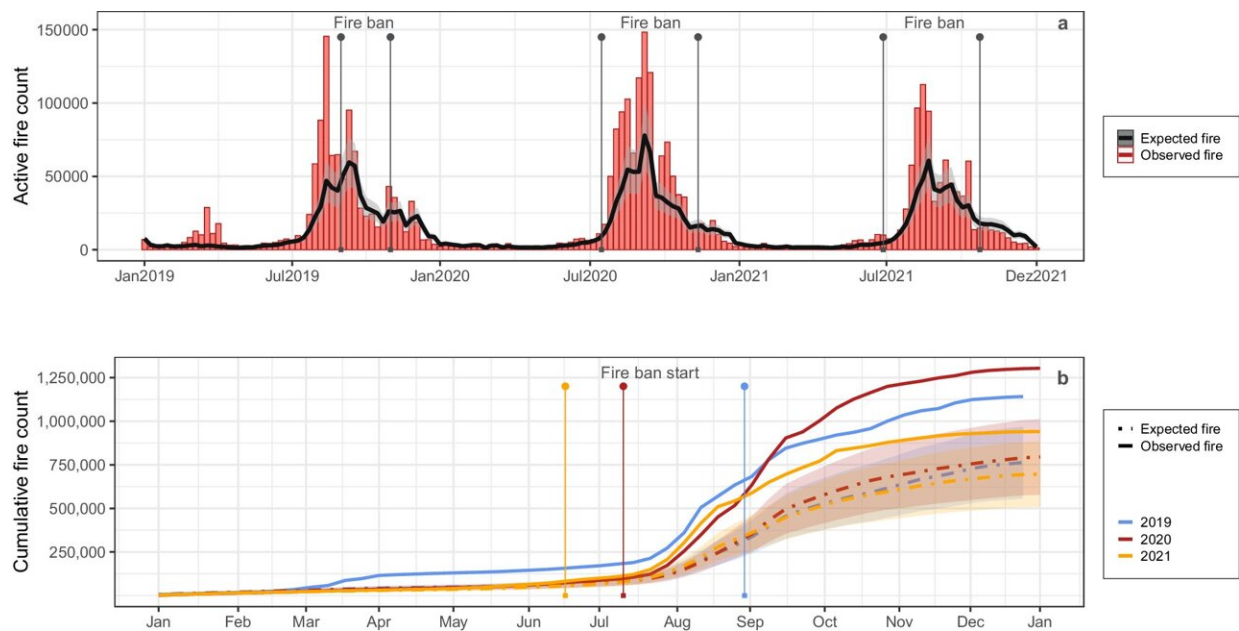 Fire ban Fire ban Fire ban a
150000
100000
50000
0
Active fire count
Jan2019 Jul2019 Jan2020 Jul2020 Jan2021 Jul2021 Dez2021
Expected fire
Observed fire
Fire ban start b
1,250,000
1,000,000
750,000
500,000
250,000
Cumulative fire count
Jan Feb Mar Apr May Jun Jul Aug Sep Oct Nov Dec Jan
Expected fire
Observed fire
2019
2020
2021